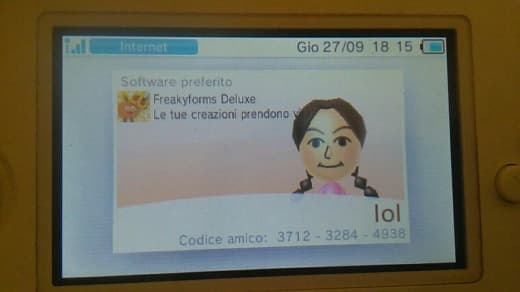 Internet
Gio 27/09 18 15
Software preferito
Freakyforms Deluxe
Le tue creazioni prendono vi
lol
Codice amico: 3712 - 3284 - 4938